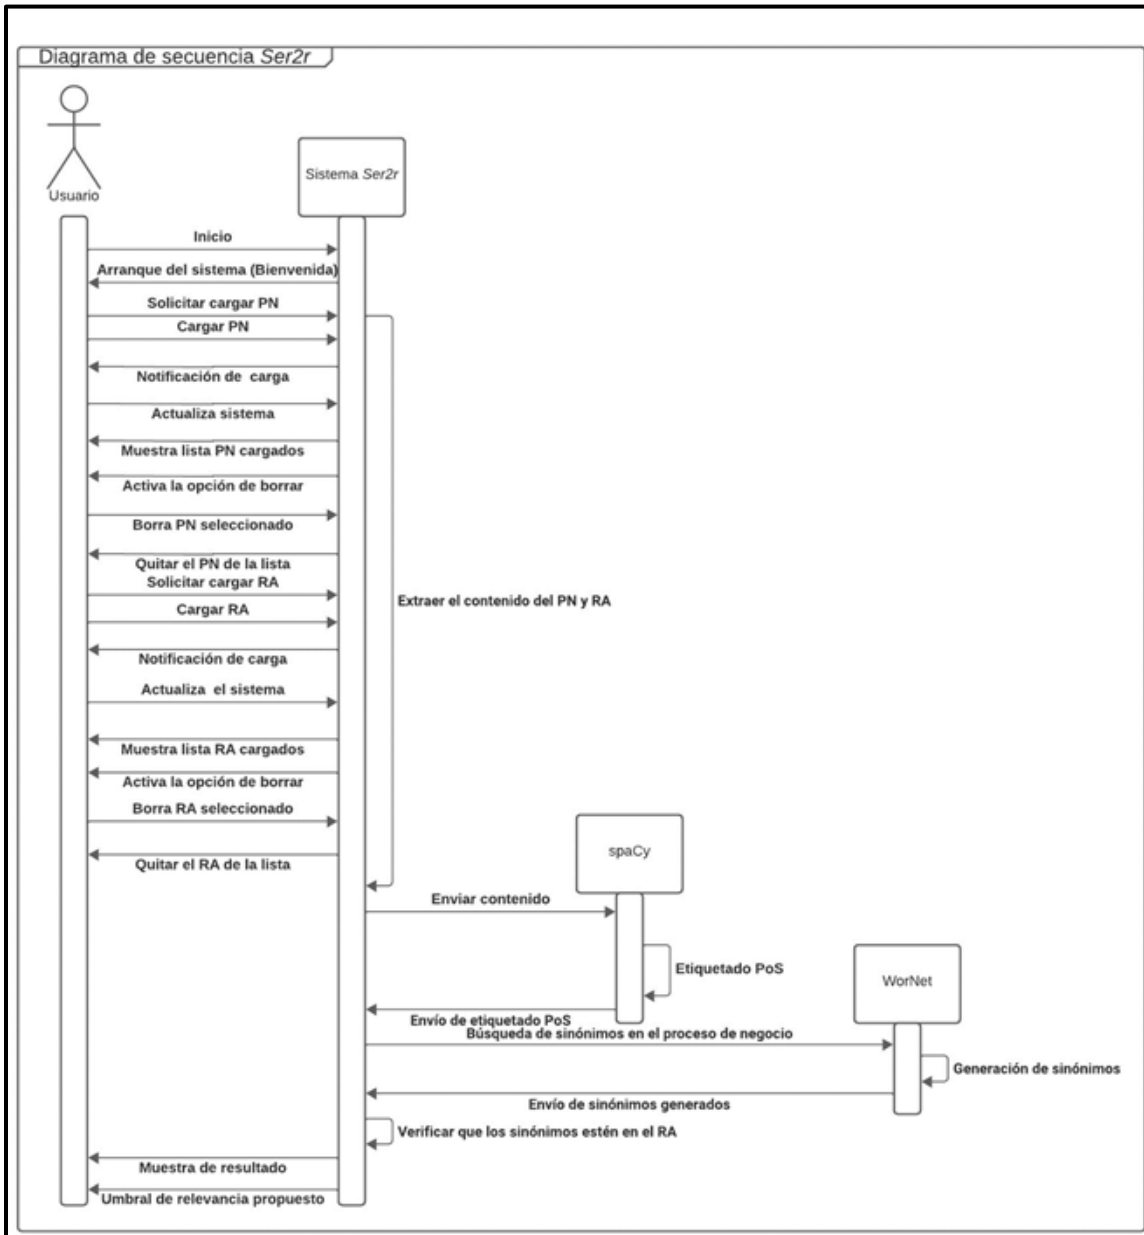 Diagrama de secuencia Ser2r
Usuario
Sistema Ser2r
Inicio
Arranque del sistema (Bienvenida)
Solicitar cargar PN
Cargar PN
Notificación de carga
Actualiza sistema
Muestra lista PN cargados
Activa la opción de borrar
Borra PN seleccionado
Quitar el PN de la lista
Solicitar cargar RA
Extraer el contenido del PN y RA
Cargar RA
Notificación de carga
Actualiza el sistema
Muestra lista RA cargados
Activa la opción de borrar
Borra RA seleccionado
spaCy
Quitar el RA de la lista
Enviar contenido
Etiquetado PoS
WorNet
Envío de etiquetado PoS
Búsqueda de sinónimos en el proceso de negocio
Generación de sinónimos
Envío de sinónimos generados
Verificar que los sinónimos estén en el RA
Muestra de resultado
Umbral de relevancia propuesto